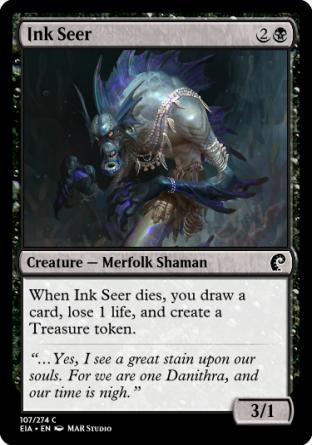 Ink Seer 2
Creature — Merfolk Shaman
When Ink Seer dies, you draw a
card, lose 1 life, and create a
Treasure token.
“...Yes, I see a great stain upon our
souls. For we are one Danithra, and
our time is nigh.”
3/1
107/274 C
EIA • EN MAR Studio